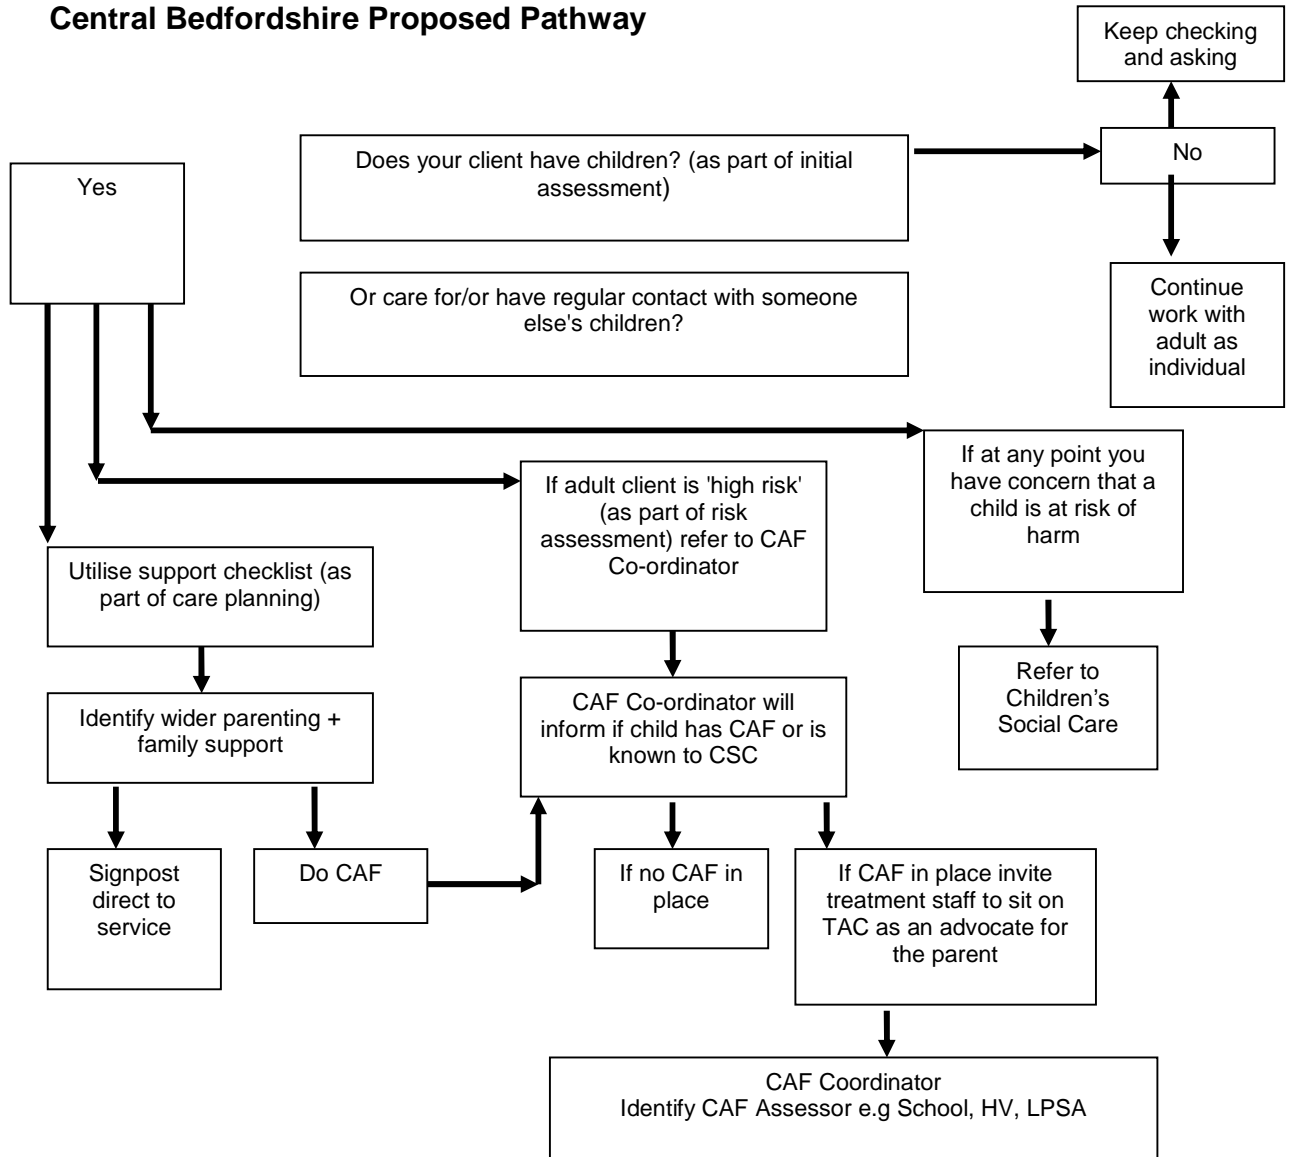 Central Bedfordshire Proposed Pathway
Keep checking
and asking
Does your client have children? (as part of initial
assessment)
No
Yes
Or care for/or have regular contact with someone
else's children?
Continue
work with
adult as
individual
If at any point you
have concern that a
child is at risk of
harm
If adult client is 'high risk'
(as part of risk
assessment) refer to CAF
Co-ordinator
Utilise support checklist (as
part of care planning)
Refer to
Children’s
Social Care
CAF Co-ordinator will
inform if child has CAF or is
known to CSC
Identify wider parenting +
family support
Signpost
direct to
service
Do CAF
If no CAF in
place
If CAF in place invite
treatment staff to sit on
TAC as an advocate for
the parent
CAF Coordinator
Identify CAF Assessor e.g School, HV, LPSA